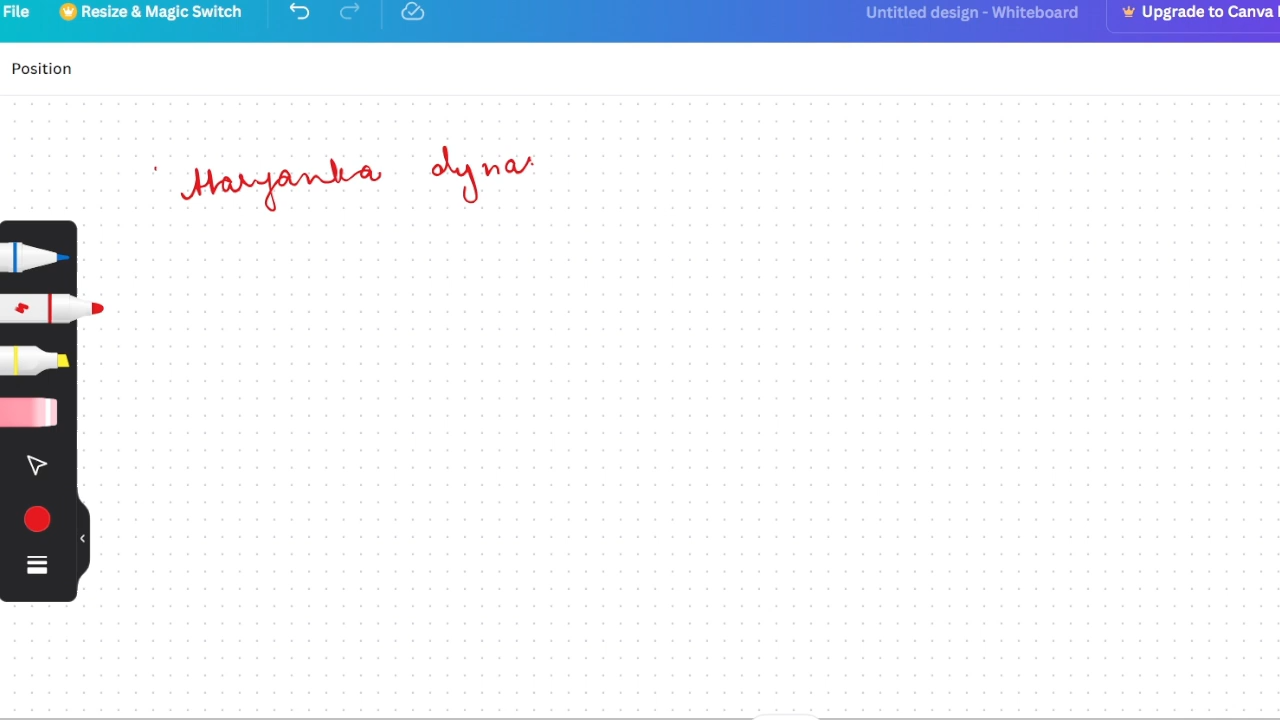 File Resize & Magic Switch Untitled design - Whiteboard Upgrade to Canva
Position
Haryanka dyna